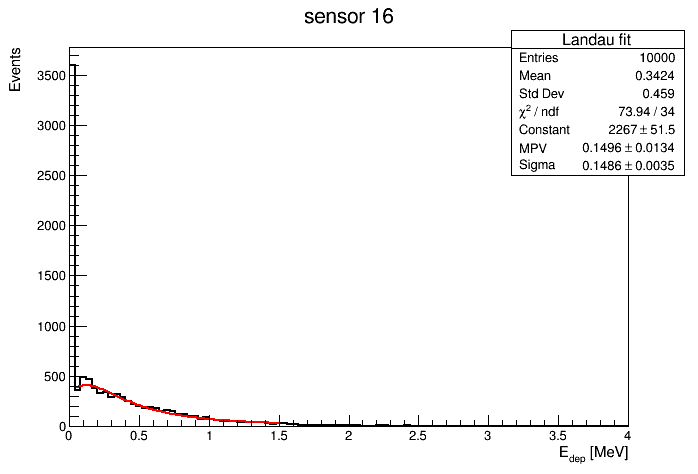 sensor 16
Landau fit
Entries 10000
Mean 0.3424
Std Dev 0.459
χ² / ndf 73.94 / 34
Constant 2267 ± 51.5
MPV 0.1496 ± 0.0134
Sigma 0.1486 ± 0.0035
Events
3500
3000
2500
2000
1500
1000
500
0
0 0.5 1 1.5 2 2.5 3 3.5 4
E_dep [MeV]